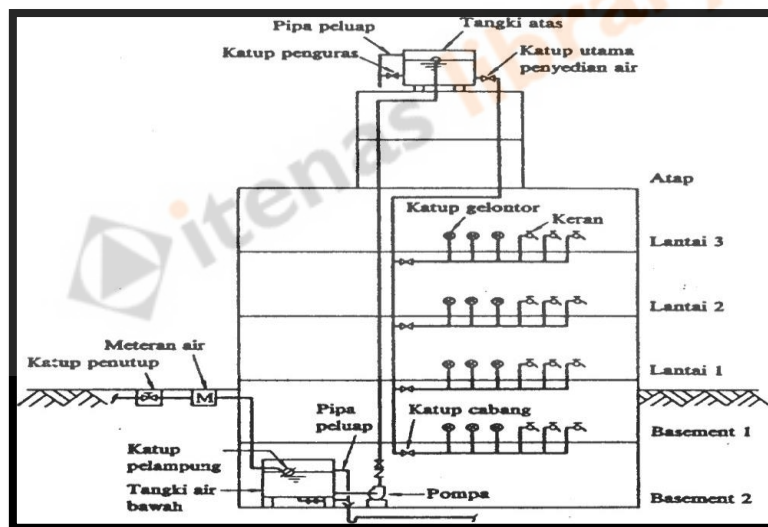 Pipa peluap
Tangki atas
Katup penguras
Katup utama
penyedian air
Atap
Katup gelontor
Keran
Lantai 3
Lantai 2
Meteran air
Katup penutup
M
Lantai 1
Pipa
peluap
Katup cabang
Basement 1
Katup
pelampung
Tangki air
bawah
Pompa
Basement 2
itenas library